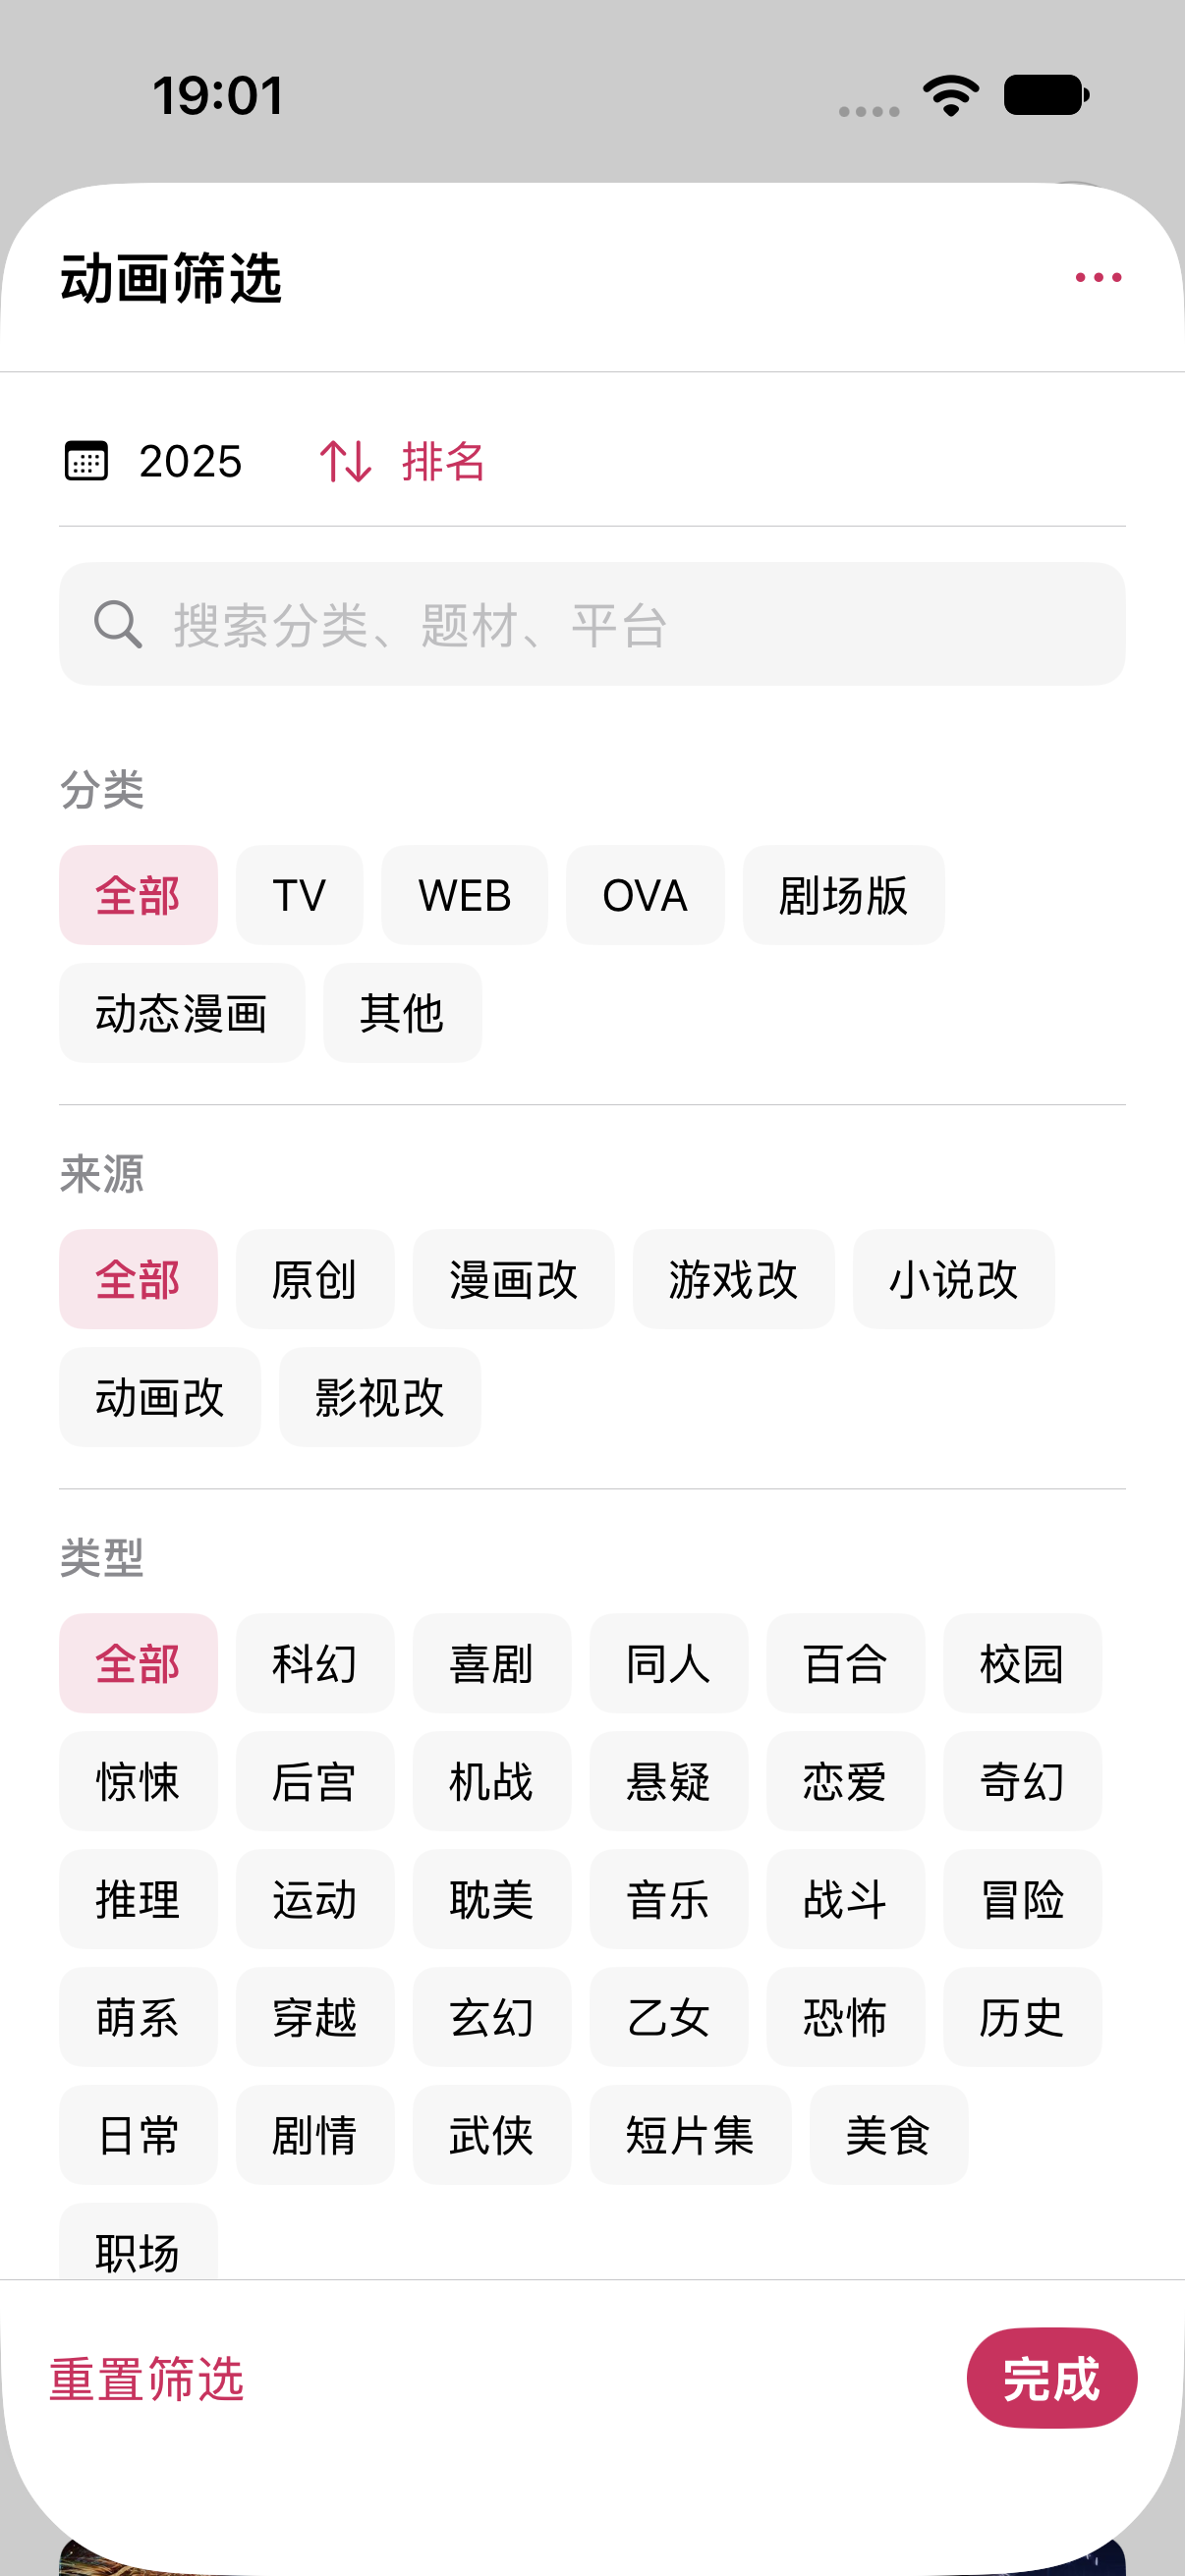 19:01
动画筛选
2025 排名
搜索分类、题材、平台
分类
全部 TV WEB OVA 剧场版
动态漫画 其他
来源
全部 原创 漫画改 游戏改 小说改
动画改 影视改
类型
全部 科幻 喜剧 同人 百合 校园
惊悚 后宫 机战 悬疑 恋爱 奇幻
推理 运动 耽美 音乐 战斗 冒险
萌系 穿越 玄幻 乙女 恐怖 历史
日常 剧情 武侠 短片集 美食
职场
重置筛选 完成